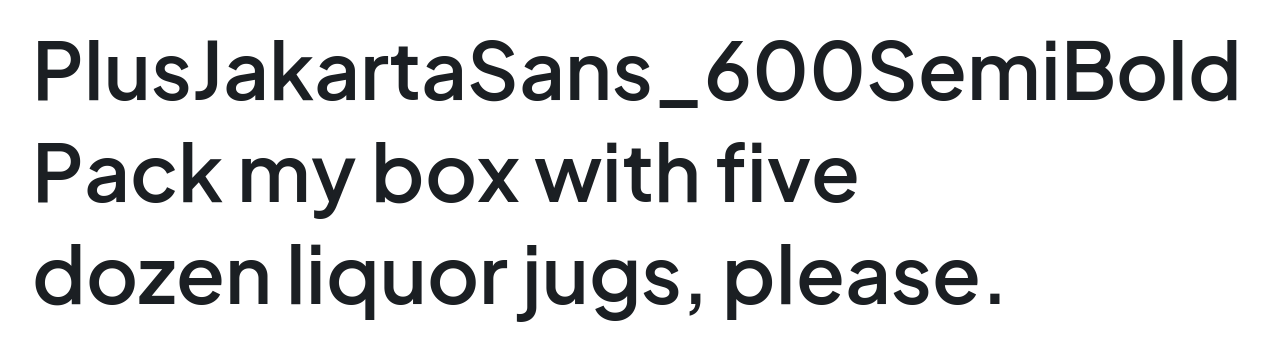 PlusJakartaSans_600SemiBold
Pack my box with five
dozen liquor jugs, please.